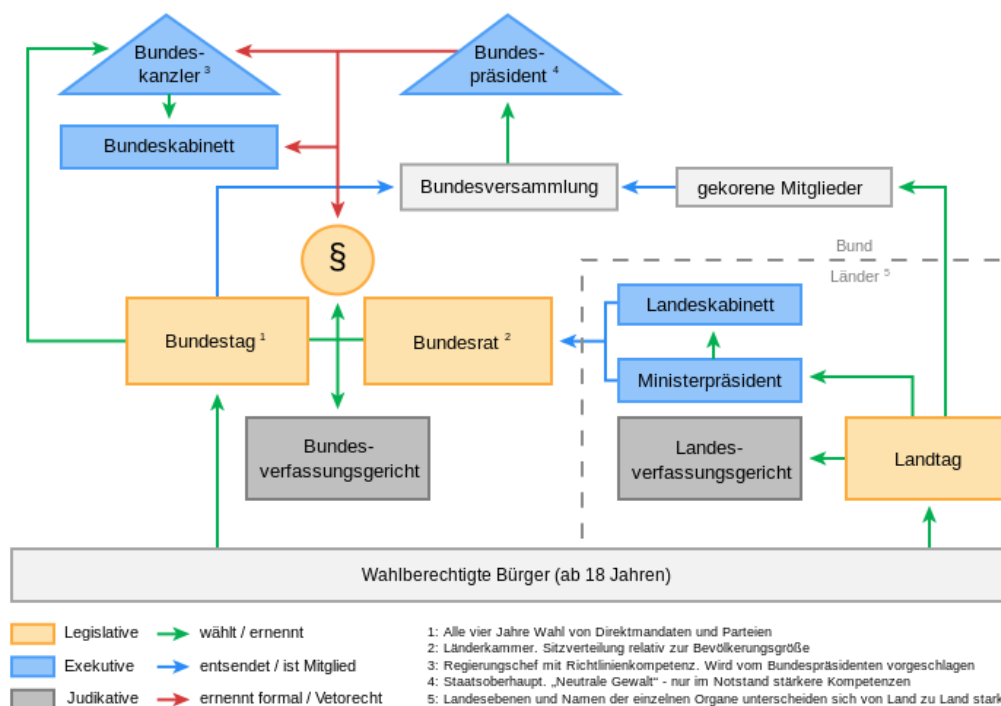 Bundes-
kanzler 3
Bundes-
präsident 4
Bundeskabinett
Bundesversammlung
gekorene Mitglieder
§
Bund
Länder 5
Landeskabinett
Bundestag 1
Bundesrat 2
Ministerpräsident
Bundes-
verfassungsgericht
Landes-
verfassungsgericht
Landtag
Wahlberechtigte Bürger (ab 18 Jahren)
Legislative
wählt / ernennt
Exekutive
entsendet / ist Mitglied
Judikative
ernennt formal / Vetorecht
1: Alle vier Jahre Wahl von Direktmandaten und Parteien
2: Länderkammer. Sitzverteilung relativ zur Bevölkerungsgröße
3: Regierungschef mit Richtlinienkompetenz. Wird vom Bundespräsidenten vorgeschlagen
4: Staatsoberhaupt. „Neutrale Gewalt" - nur im Notstand stärkere Kompetenzen
5: Landesebenen und Namen der einzelnen Organe unterscheiden sich von Land zu Land stark